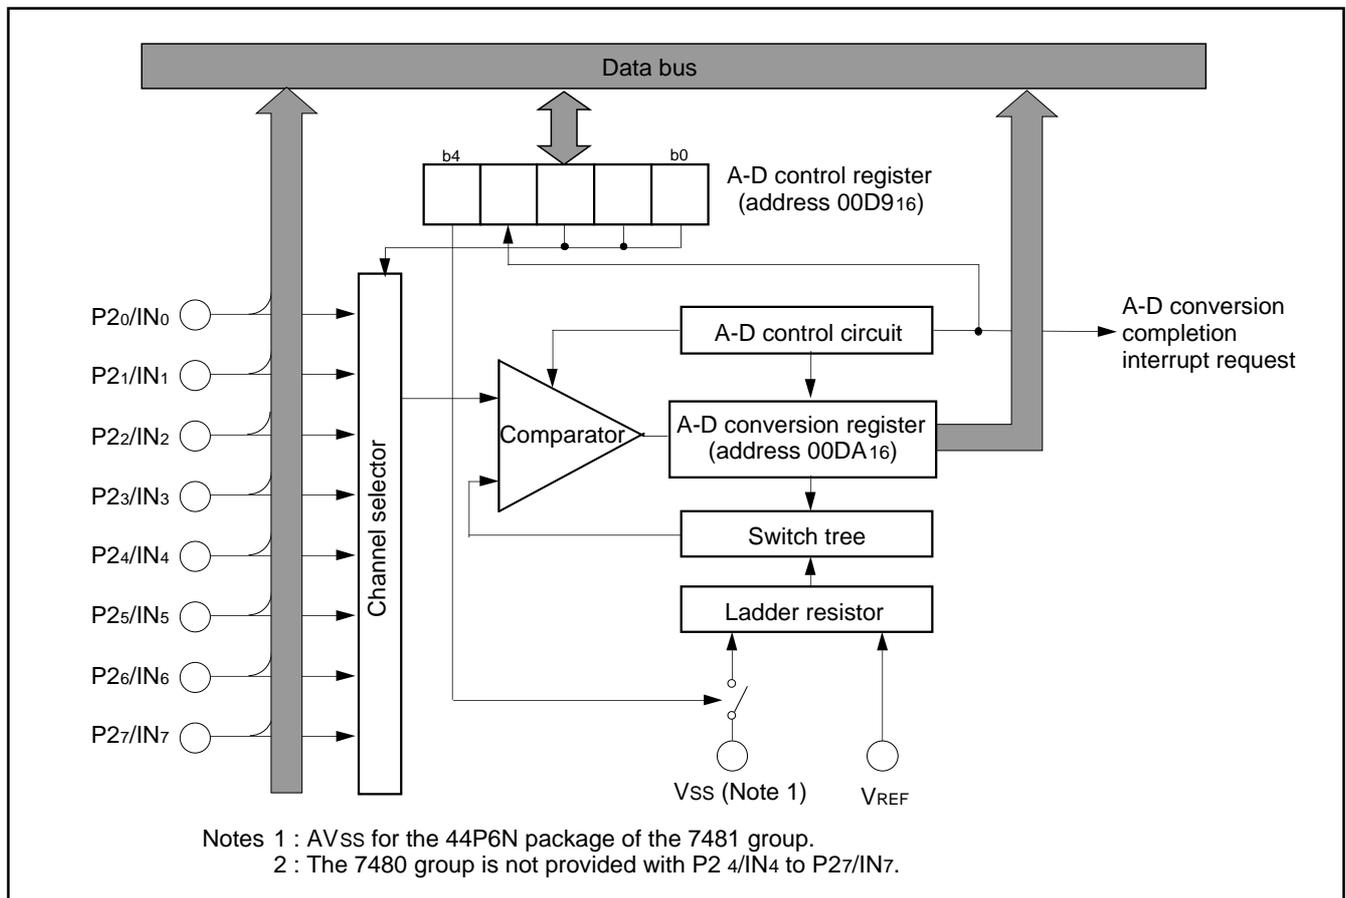 Data bus
b4
b0
A-D control register
(address 00D916)
P20/IN0
P21/IN1
P22/IN2
P23/IN3
P24/IN4
P25/IN5
P26/IN6
P27/IN7
Channel selector
Comparator
A-D control circuit
A-D conversion register
(address 00DA16)
Switch tree
Ladder resistor
A-D conversion
completion
interrupt request
VSS (Note 1)
VREF
Notes 1 : AVSS for the 44P6N package of the 7481 group.
2 : The 7480 group is not provided with P2 4/IN4 to P27/IN7.